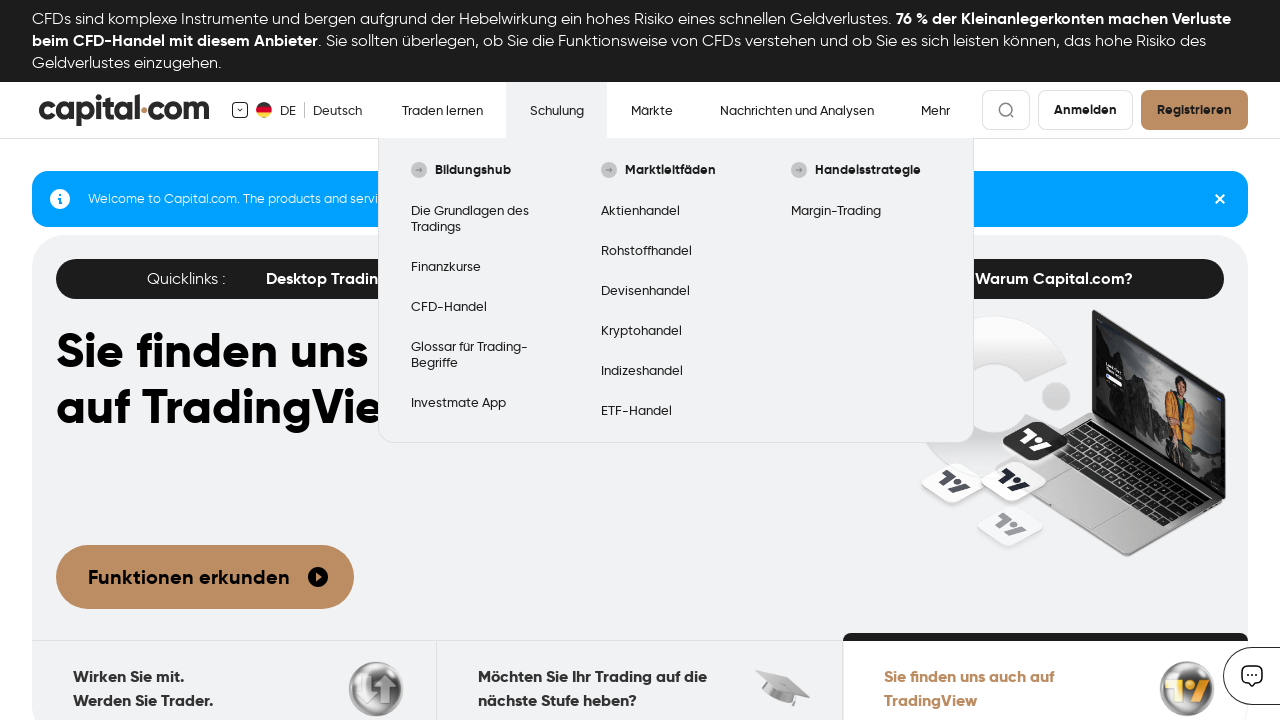 CFDs sind komplexe Instrumente und bergen aufgrund der Hebelwirkung ein hohes Risiko eines schnellen Geldverlustes. 76 % der Kleinanlegerkonten machen Verluste
beim CFD-Handel mit diesem Anbieter. Sie sollten überlegen, ob Sie die Funktionsweise von CFDs verstehen und ob Sie es sich leisten können, das hohe Risiko des
Geldverlustes einzugehen.
capital.com DE Deutsch Traden lernen Schulung Märkte Nachrichten und Analysen Mehr Anmelden Registrieren
Bildungshub
Die Grundlagen des
Tradings
Finanzkurse
CFD-Handel
Glossar für Trading-
Begriffe
Investmate App
Marktleitfäden
Aktienhandel
Rohstoffhandel
Devisenhandel
Kryptohandel
Indizeshandel
ETF-Handel
Handelsstrategie
Margin-Trading
Welcome to Capital.com. The products and servi
Quicklinks : Desktop Tradin Warum Capital.com?
Sie finden uns
auf TradingVie
Funktionen erkunden
Wirken Sie mit.
Werden Sie Trader.
Möchten Sie Ihr Trading auf die
nächste Stufe heben?
Sie finden uns auch auf
TradingView